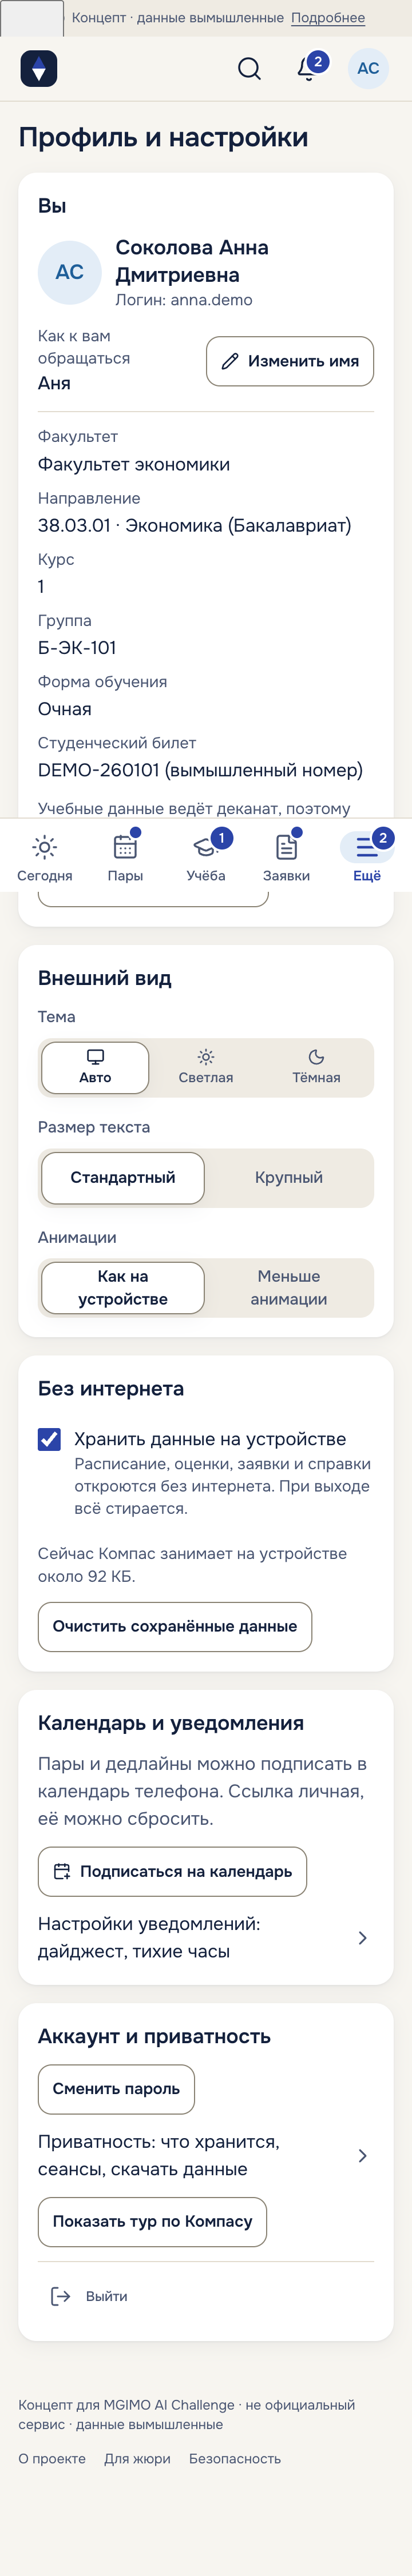 Концепт · данные вымышленные Подробнее
2
АС
Профиль и настройки
Вы
АС
Соколова Анна
Дмитриевна
Логин: anna.demo
Как к вам
обращаться
Аня
Изменить имя
Факультет
Факультет экономики
Направление
38.03.01 · Экономика (Бакалавриат)
Курс
1
Группа
Б-ЭК-101
Форма обучения
Очная
Студенческий билет
DEMO-260101 (вымышленный номер)
Учебные данные ведёт деканат, поэтому
1
2
Сегодня
Пары
Учёба
Заявки
Ещё
Внешний вид
Тема
Авто
Светлая
Тёмная
Размер текста
Стандартный
Крупный
Анимации
Как на
устройстве
Меньше
анимации
Без интернета
Хранить данные на устройстве
Расписание, оценки, заявки и справки
откроются без интернета. При выходе
всё стирается.
Сейчас Компас занимает на устройстве
около 92 КБ.
Очистить сохранённые данные
Календарь и уведомления
Пары и дедлайны можно подписать в
календарь телефона. Ссылка личная,
её можно сбросить.
Подписаться на календарь
Настройки уведомлений:
дайджест, тихие часы
Аккаунт и приватность
Сменить пароль
Приватность: что хранится,
сеансы, скачать данные
Показать тур по Компасу
Выйти
Концепт для MGIMO AI Challenge · не официальный
сервис · данные вымышленные
О проекте
Для жюри
Безопасность